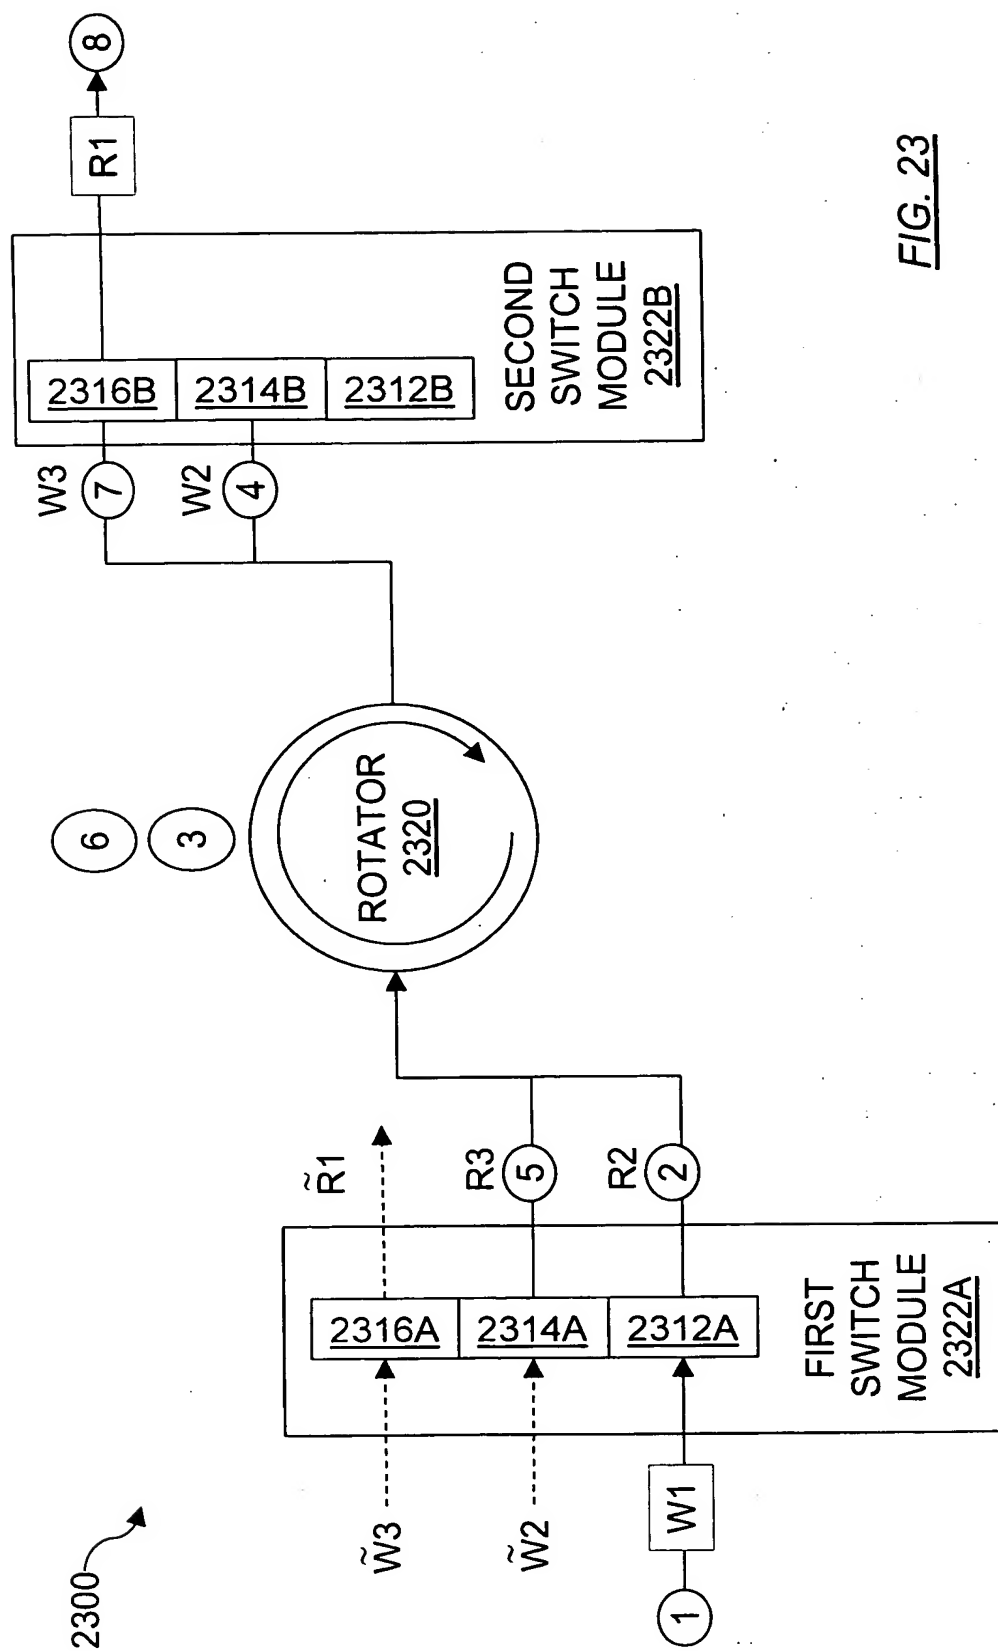 2300
1
W1
W̃3
W̃2
2316A
2314A
2312A
FIRST
SWITCH
MODULE
2322A
R̃1
R3
5
R2
2
6
3
ROTATOR
2320
W3
7
W2
4
2316B
2314B
2312B
SECOND
SWITCH
MODULE
2322B
R1
8
FIG. 23